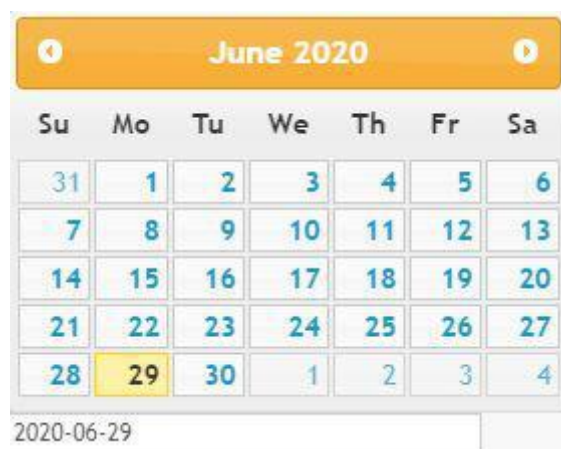 June 2020
Su Mo Tu We Th Fr Sa
31 1 2 3 4 5 6
7 8 9 10 11 12 13
14 15 16 17 18 19 20
21 22 23 24 25 26 27
28 29 30 1 2 3 4
2020-06-29